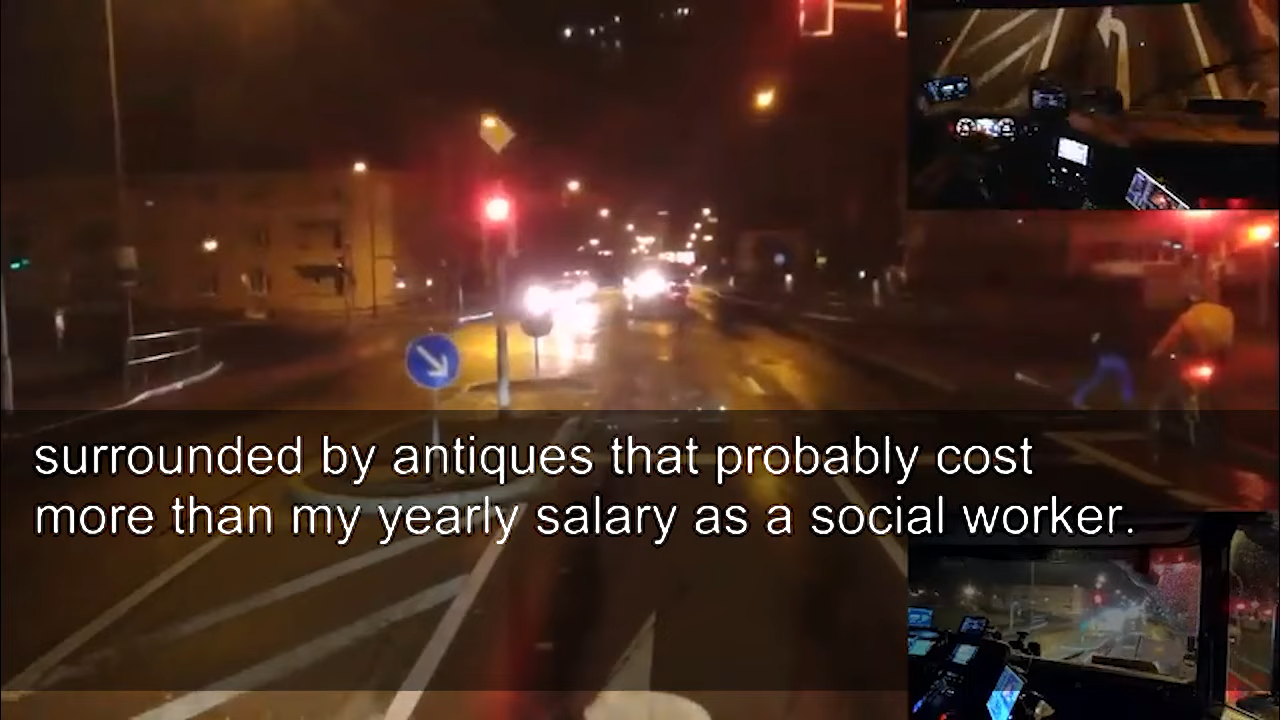 surrounded by antiques that probably cost
more than my yearly salary as a social worker.